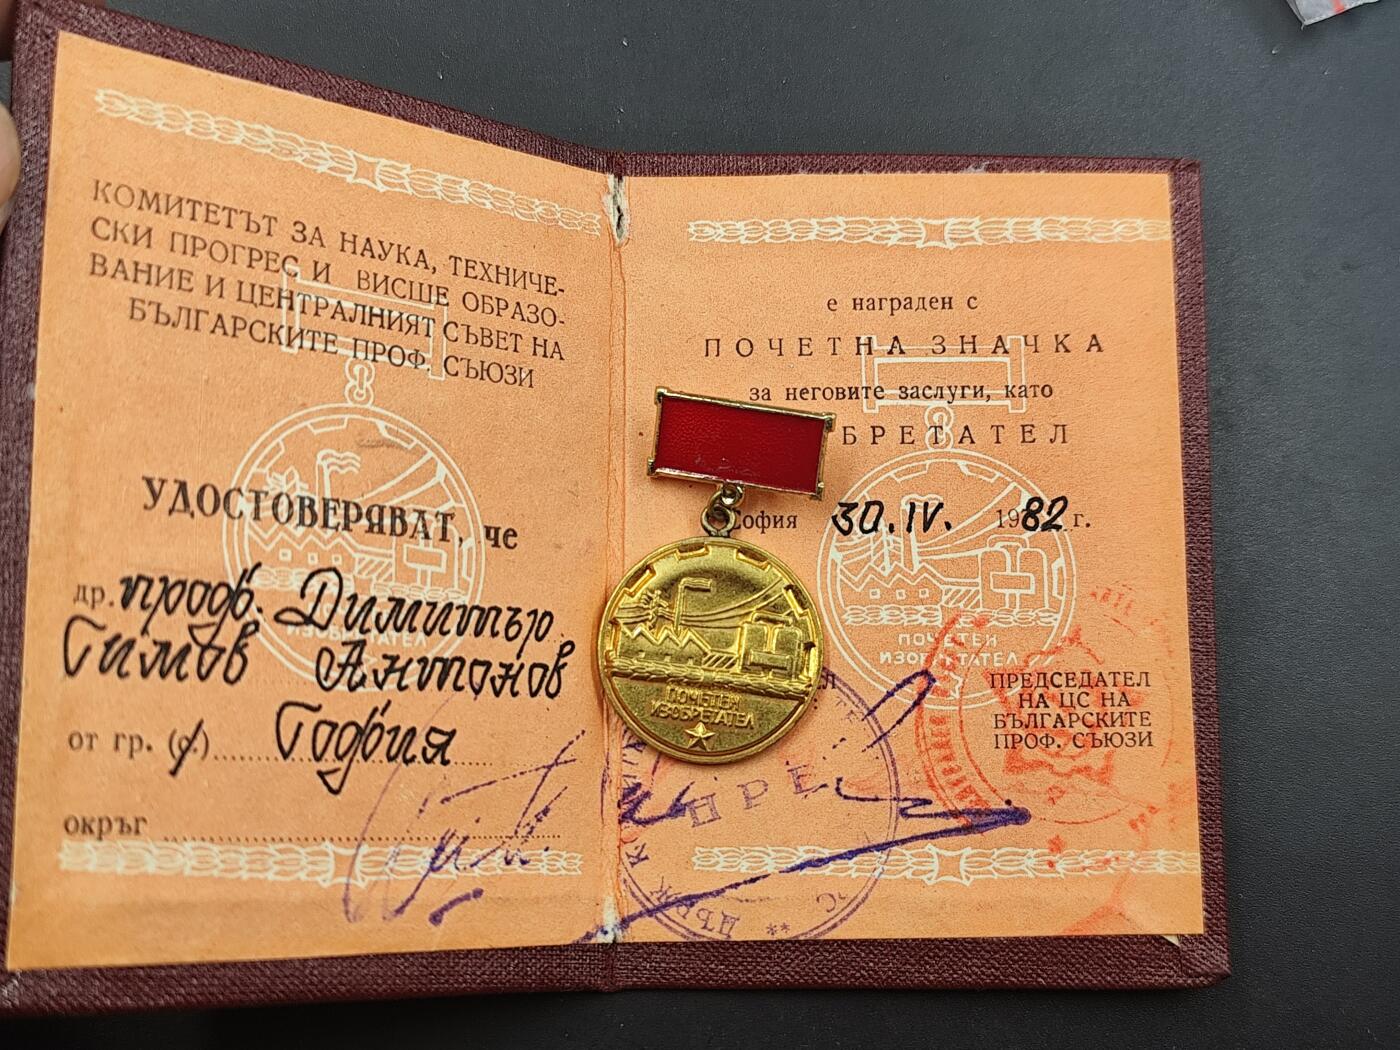 КОМИТЕТЪТ ЗА НАУКА, ТЕХНИЧЕ-
СКИ ПРОГРЕС И ВИСШЕ ОБРАЗО-
ВАНИЕ И ЦЕНТРАЛНИЯТ СЪВЕТ НА
БЪЛГАРСКИТЕ ПРОФ. СЪЮЗИ
УДОСТОВЕРЯВАТ, че
др. проф. Димитър
Симов Антонов
от гр. (с.) София
окръг
е награден с
ПОЧЕТНА ЗНАЧКА
за неговите заслуги, като
БРЕТАТЕЛ
офия 30.IV. 1982 г.
ПОЧЕТЕН
ИЗОБРЕТАТЕЛ
ПОЧЕТЕН
ИЗОБРЕТАТЕЛ
ИЗОБРЕТАТЕЛ
ПРЕДСЕДАТЕЛ
НА ЦС НА
БЪЛГАРСКИТЕ
ПРОФ. СЪЮЗИ